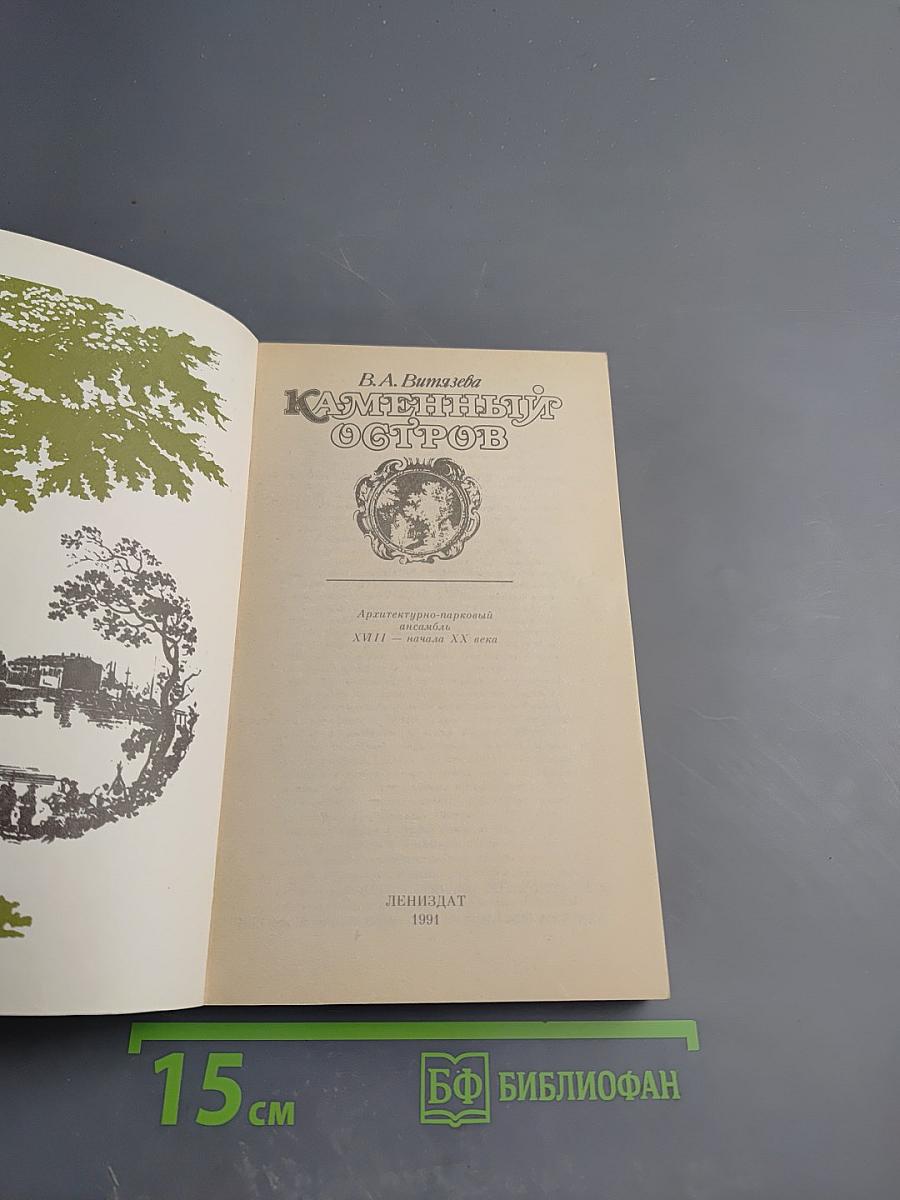 В. А. Витязева
КАМЕННЫЙ
ОСТРОВ
Архитектурно-парковый
ансамбль
XVIII — начала XX века
ЛЕНИЗДАТ
1991
15 см
БФ БИБЛИОФАН